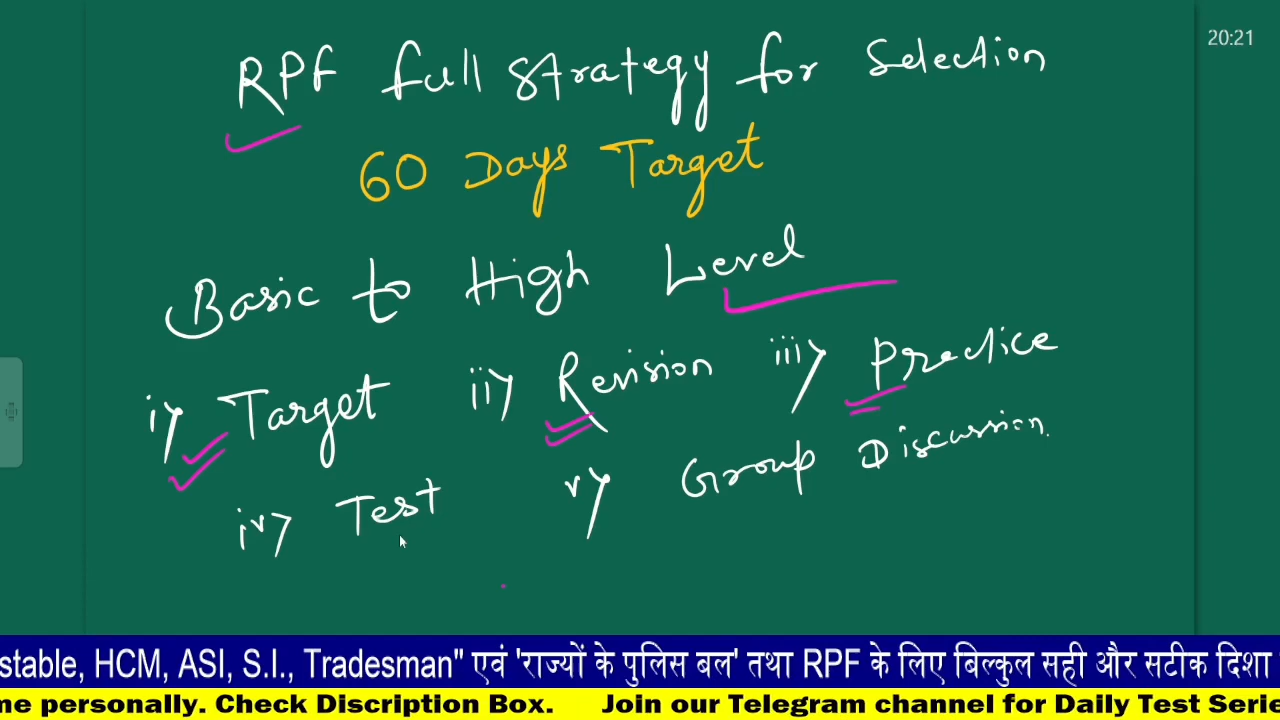 20:21
RPF full strategy for Selection
60 Days Target
Basic to High Level
i) Target ii) Revision iii) Practice
iv) Test v) Group Discussion
stable, HCM, ASI, S.I., Tradesman" एवं 'राज्यों के पुलिस बल' तथा RPF के लिए बिल्कुल सही और सटीक दिशा
me personally. Check Discription Box. Join our Telegram channel for Daily Test Serie